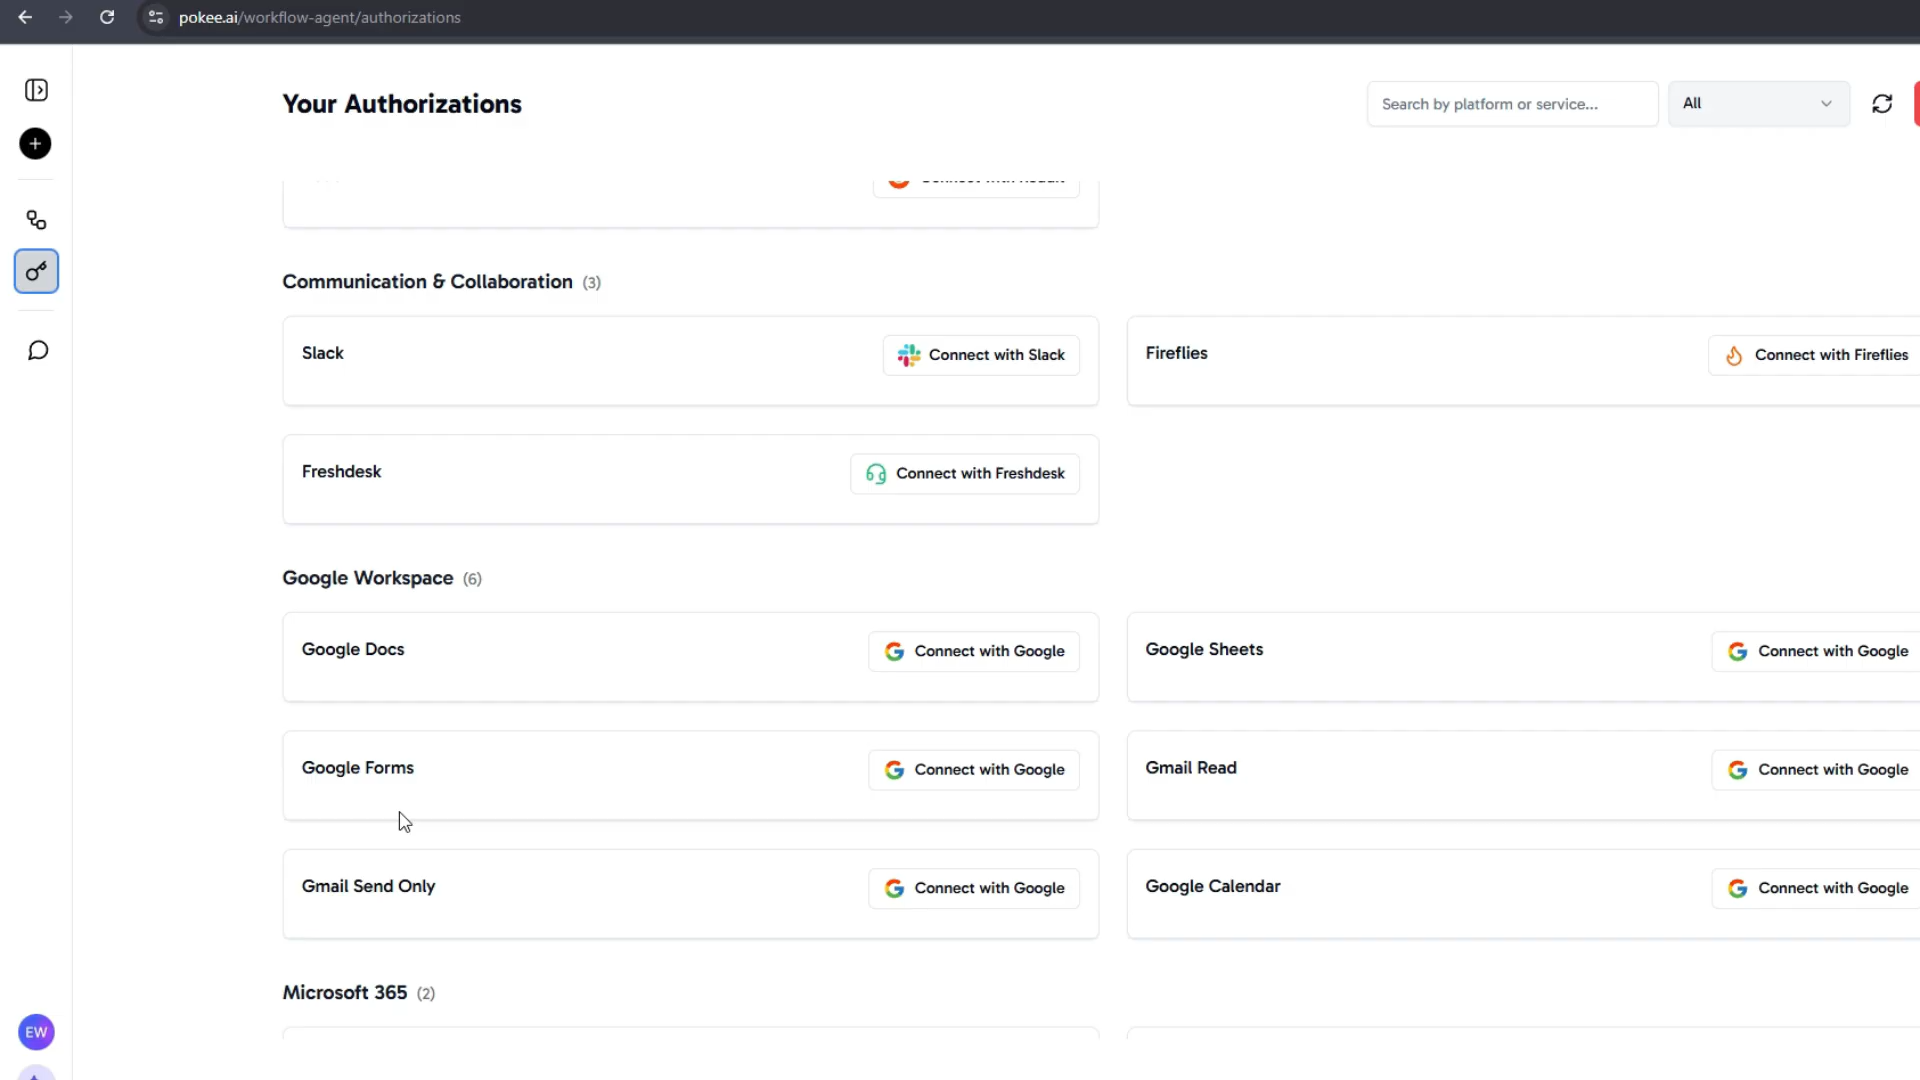 pokee.ai/workflow-agent/authorizations
Your Authorizations
Search by platform or service...
All
Communication & Collaboration (3)
Slack
Connect with Slack
Fireflies
Connect with Fireflies
Freshdesk
Connect with Freshdesk
Google Workspace (6)
Google Docs
Connect with Google
Google Sheets
Connect with Google
Google Forms
Connect with Google
Gmail Read
Connect with Google
Gmail Send Only
Connect with Google
Google Calendar
Connect with Google
Microsoft 365 (2)
EW